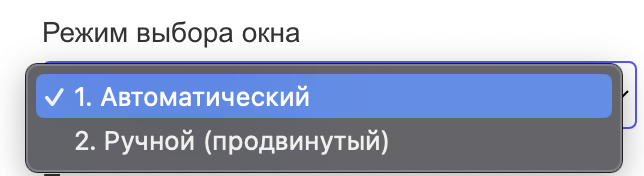 Режим выбора окна
✓ 1. Автоматический
2. Ручной (продвинутый)